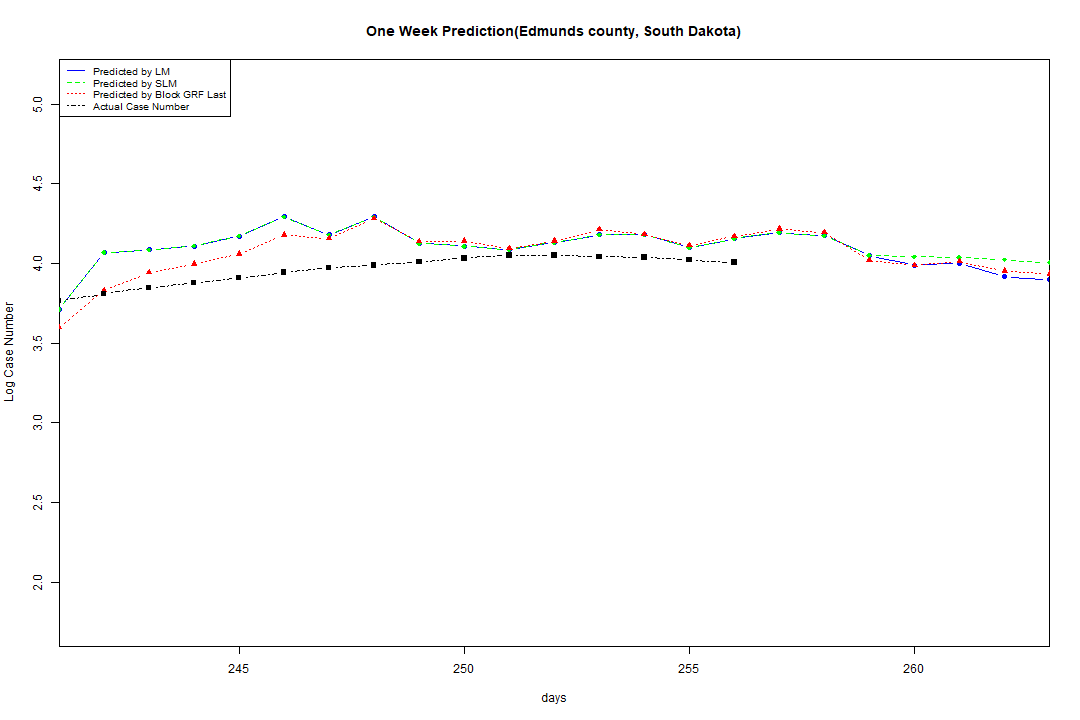 One Week Prediction(Edmunds county, South Dakota)
Predicted by LM
Predicted by SLM
Predicted by Block GRF Last
Actual Case Number
5.0
4.5
4.0
3.5
3.0
2.5
2.0
Log Case Number
245 250 255 260
days